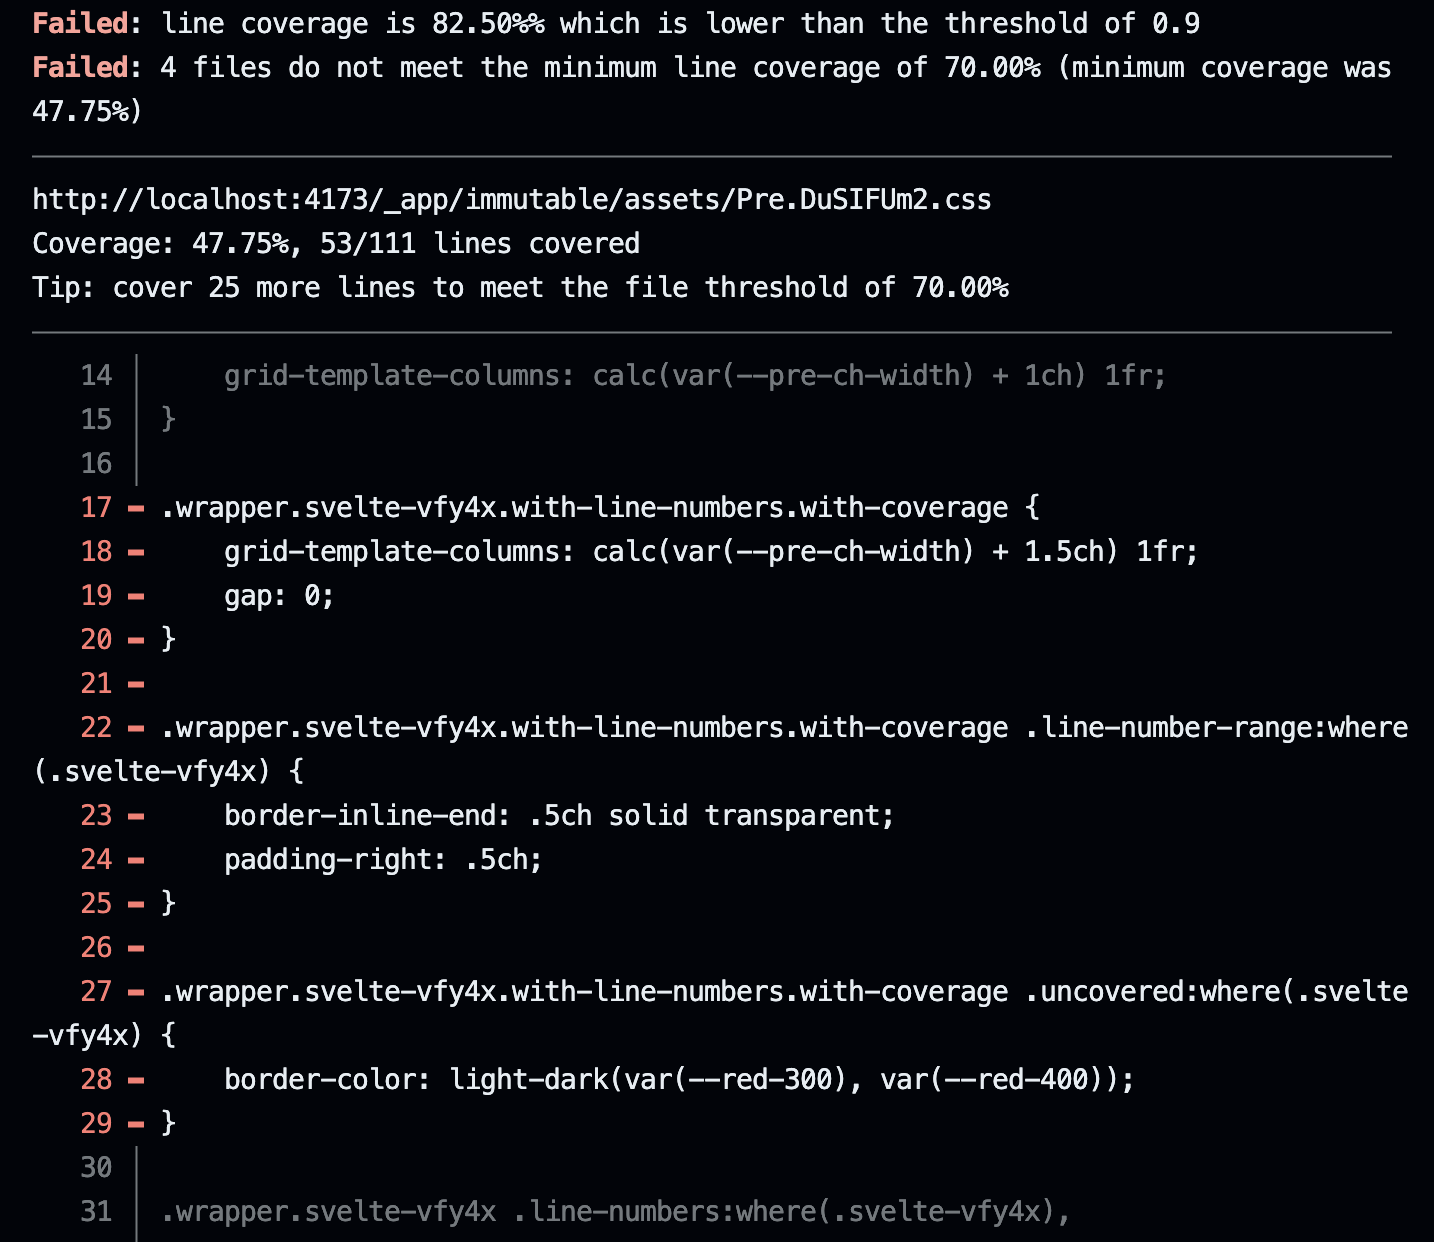 Failed: line coverage is 82.50%% which is lower than the threshold of 0.9
Failed: 4 files do not meet the minimum line coverage of 70.00% (minimum coverage was
47.75%)
http://localhost:4173/_app/immutable/assets/Pre.DuSIFUm2.css
Coverage: 47.75%, 53/111 lines covered
Tip: cover 25 more lines to meet the file threshold of 70.00%
14 │     grid-template-columns: calc(var(--pre-ch-width) + 1ch) 1fr;
15 │ }
16 │
17 ━ .wrapper.svelte-vfy4x.with-line-numbers.with-coverage {
18 ━     grid-template-columns: calc(var(--pre-ch-width) + 1.5ch) 1fr;
19 ━     gap: 0;
20 ━ }
21 ━
22 ━ .wrapper.svelte-vfy4x.with-line-numbers.with-coverage .line-number-range:where
(.svelte-vfy4x) {
23 ━     border-inline-end: .5ch solid transparent;
24 ━     padding-right: .5ch;
25 ━ }
26 ━
27 ━ .wrapper.svelte-vfy4x.with-line-numbers.with-coverage .uncovered:where(.svelte
-vfy4x) {
28 ━     border-color: light-dark(var(--red-300), var(--red-400));
29 ━ }
30 │
31 │ .wrapper.svelte-vfy4x .line-numbers:where(.svelte-vfy4x),